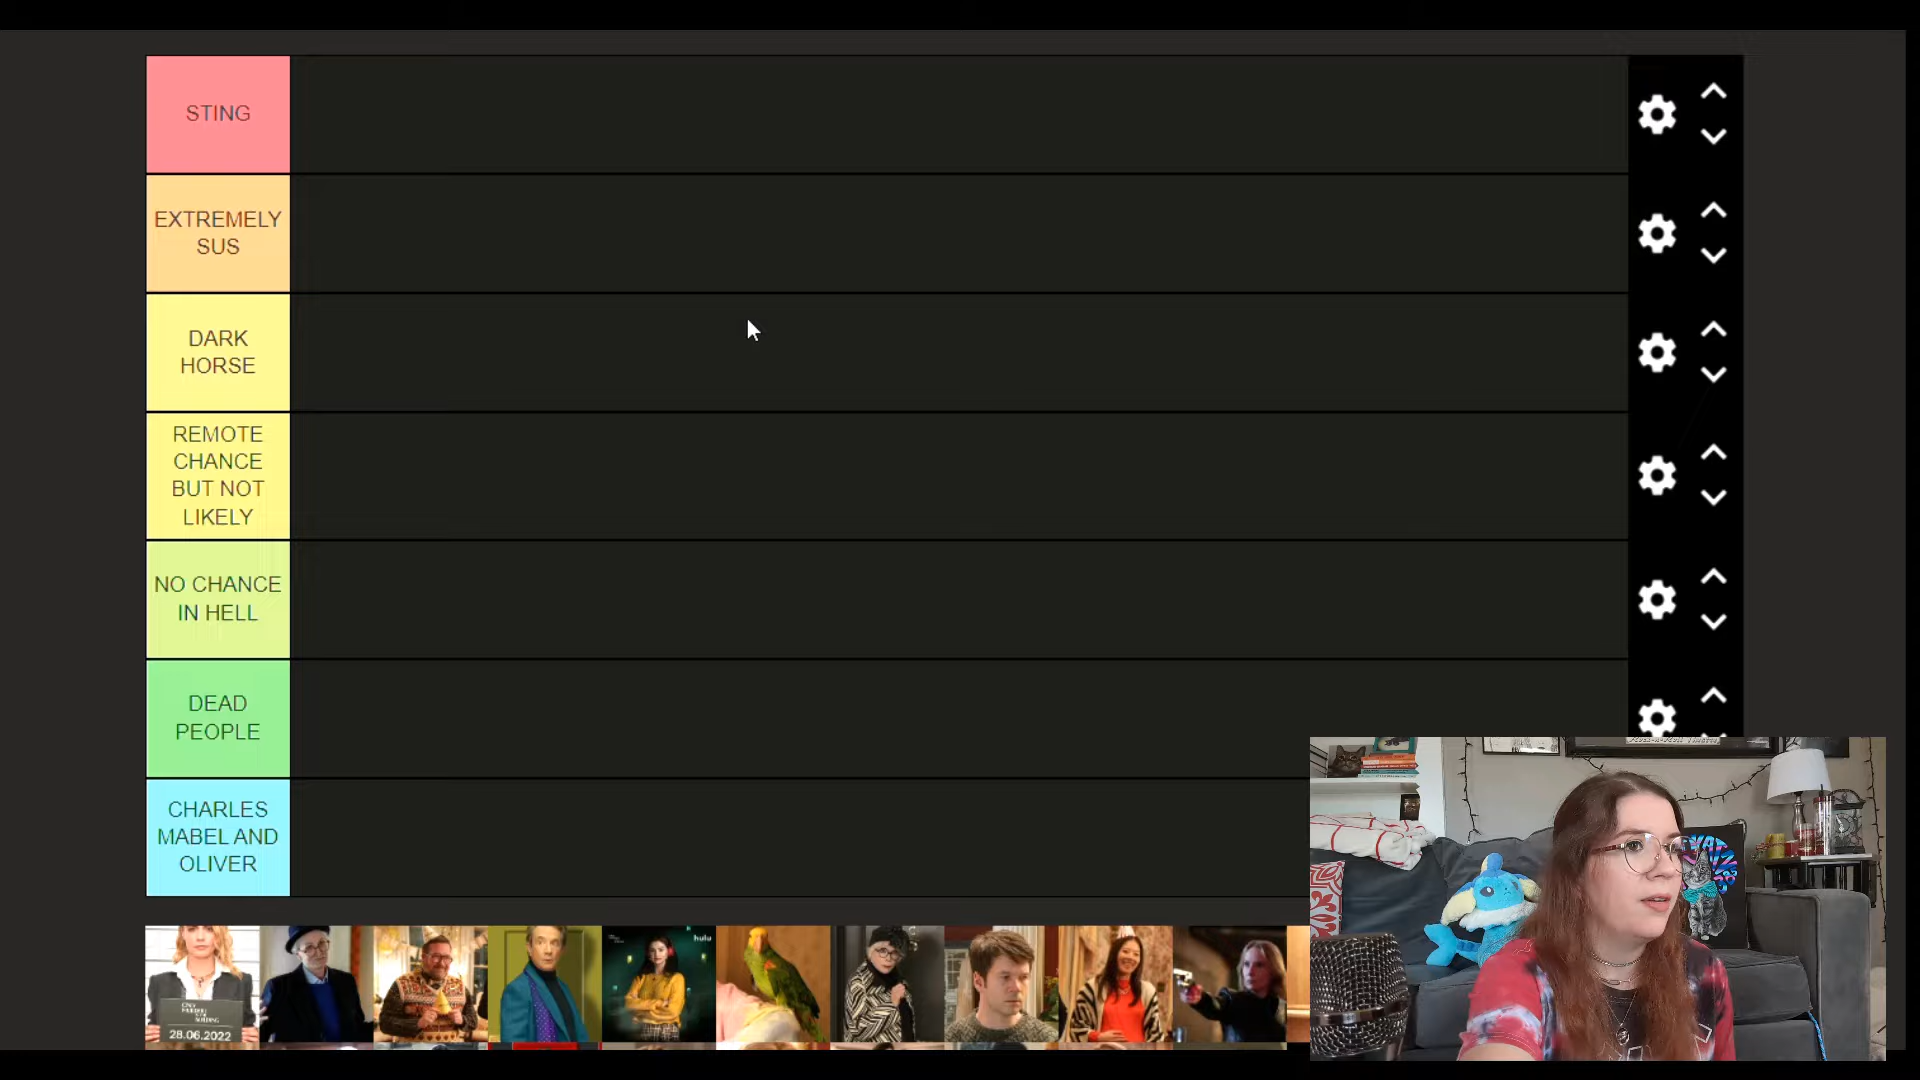 STING
EXTREMELY
SUS
DARK
HORSE
REMOTE
CHANCE
BUT NOT
LIKELY
NO CHANCE
IN HELL
DEAD
PEOPLE
CHARLES
MABEL AND
OLIVER
hulu
28.06.2022